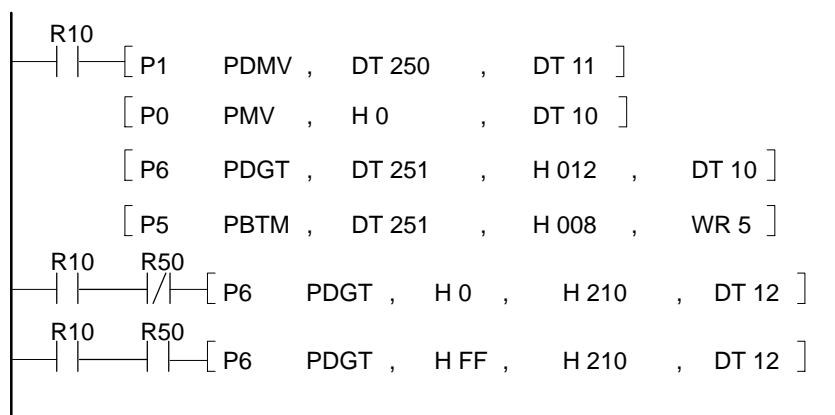 R10
P1 PDMV , DT 250 , DT 11
P0 PMV , H 0 , DT 10
P6 PDGT , DT 251 , H 012 , DT 10
P5 PBTM , DT 251 , H 008 , WR 5
R10 R50
P6 PDGT , H 0 , H 210 , DT 12
R10 R50
P6 PDGT , H FF , H 210 , DT 12